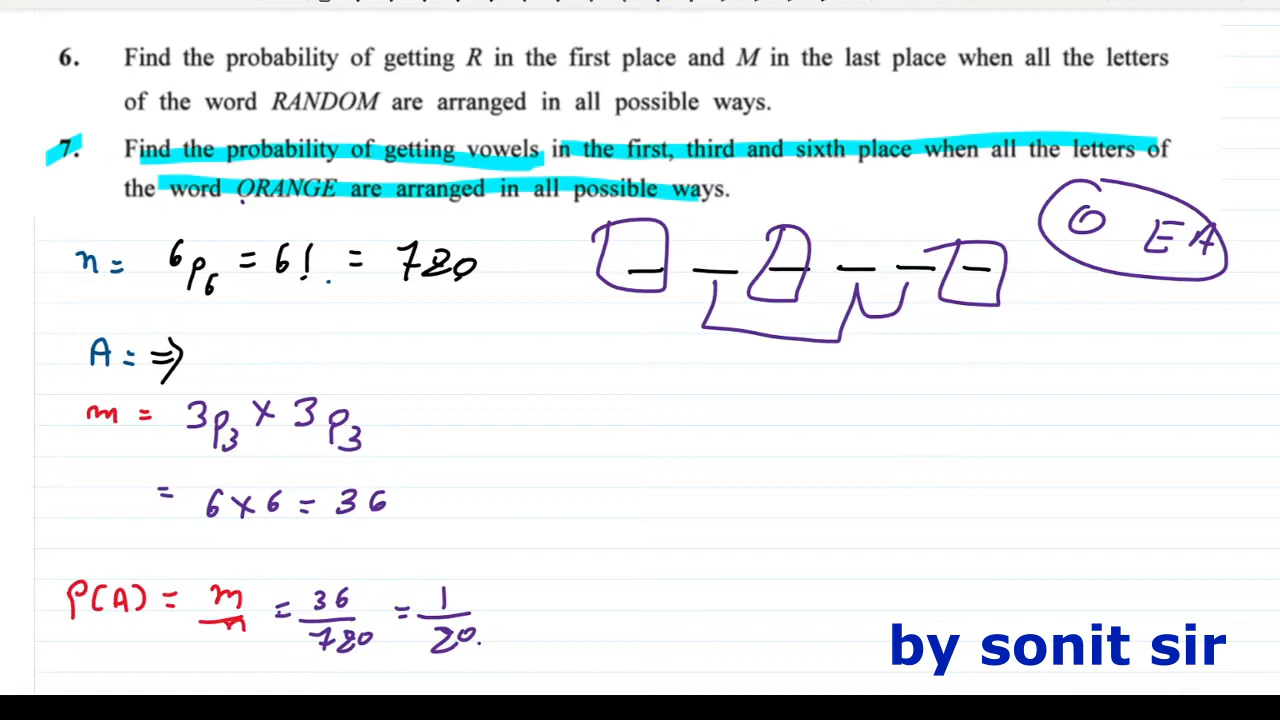 6. Find the probability of getting R in the first place and M in the last place when all the letters
of the word RANDOM are arranged in all possible ways.
7. Find the probability of getting vowels in the first, third and sixth place when all the letters of
the word ORANGE are arranged in all possible ways.
O E A
n = ⁶P₆ = 6! = 720
A = ⇒
m = 3P₃ × 3P₃
= 6 × 6 = 36
P(A) = m/n = 36/720 = 1/20.
by sonit sir